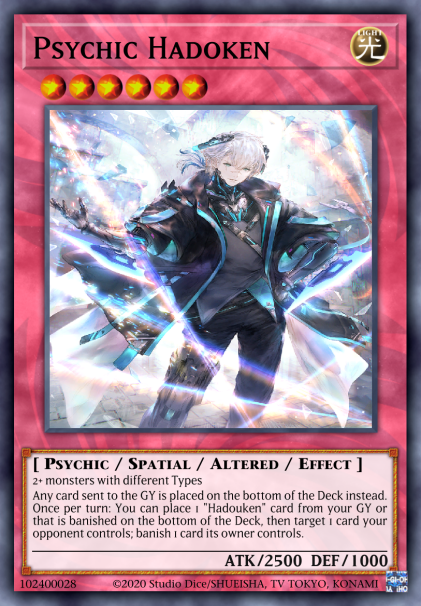 PSYCHIC HADOKEN
LIGHT
光
[ PSYCHIC / SPATIAL / ALTERED / EFFECT ]
2+ monsters with different Types
Any card sent to the GY is placed on the bottom of the Deck instead.
Once per turn: You can place 1 "Hadouken" card from your GY or
that is banished on the bottom of the Deck, then target 1 card your
opponent controls; banish 1 card its owner controls.
ATK/2500 DEF/1000
102400028 ©2020 Studio Dice/SHUEISHA, TV TOKYO, KONAMI